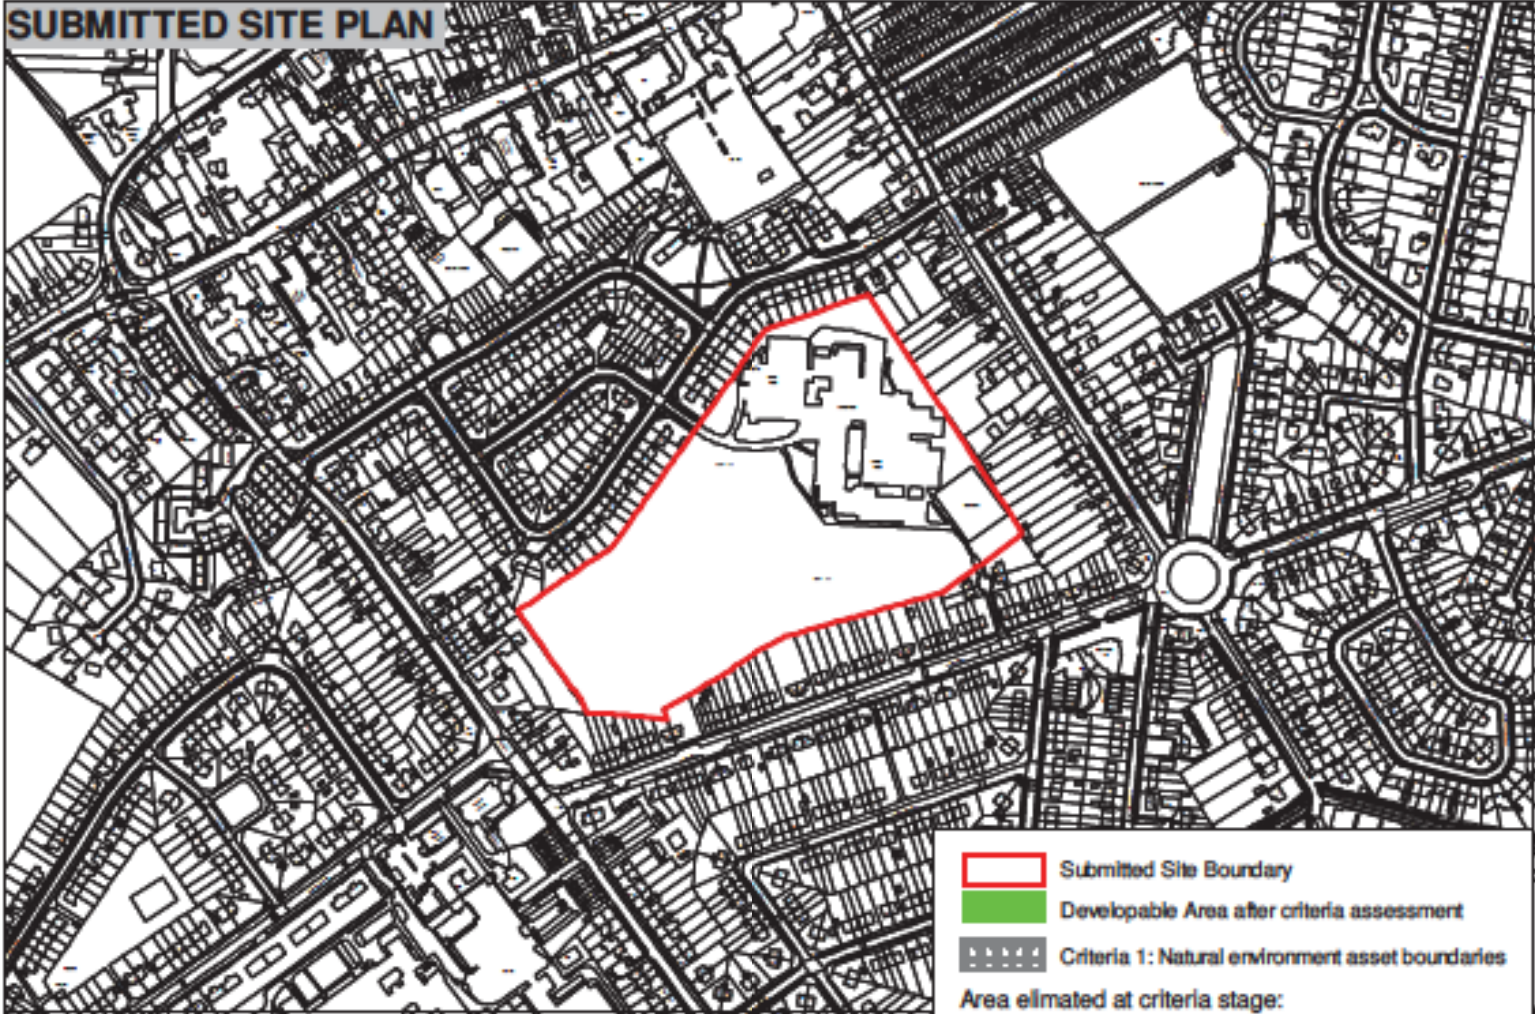 SUBMITTED SITE PLAN
Submitted Site Boundary
Developable Area after criteria assessment
Criteria 1: Natural environment asset boundaries
Area elimated at criteria stage: